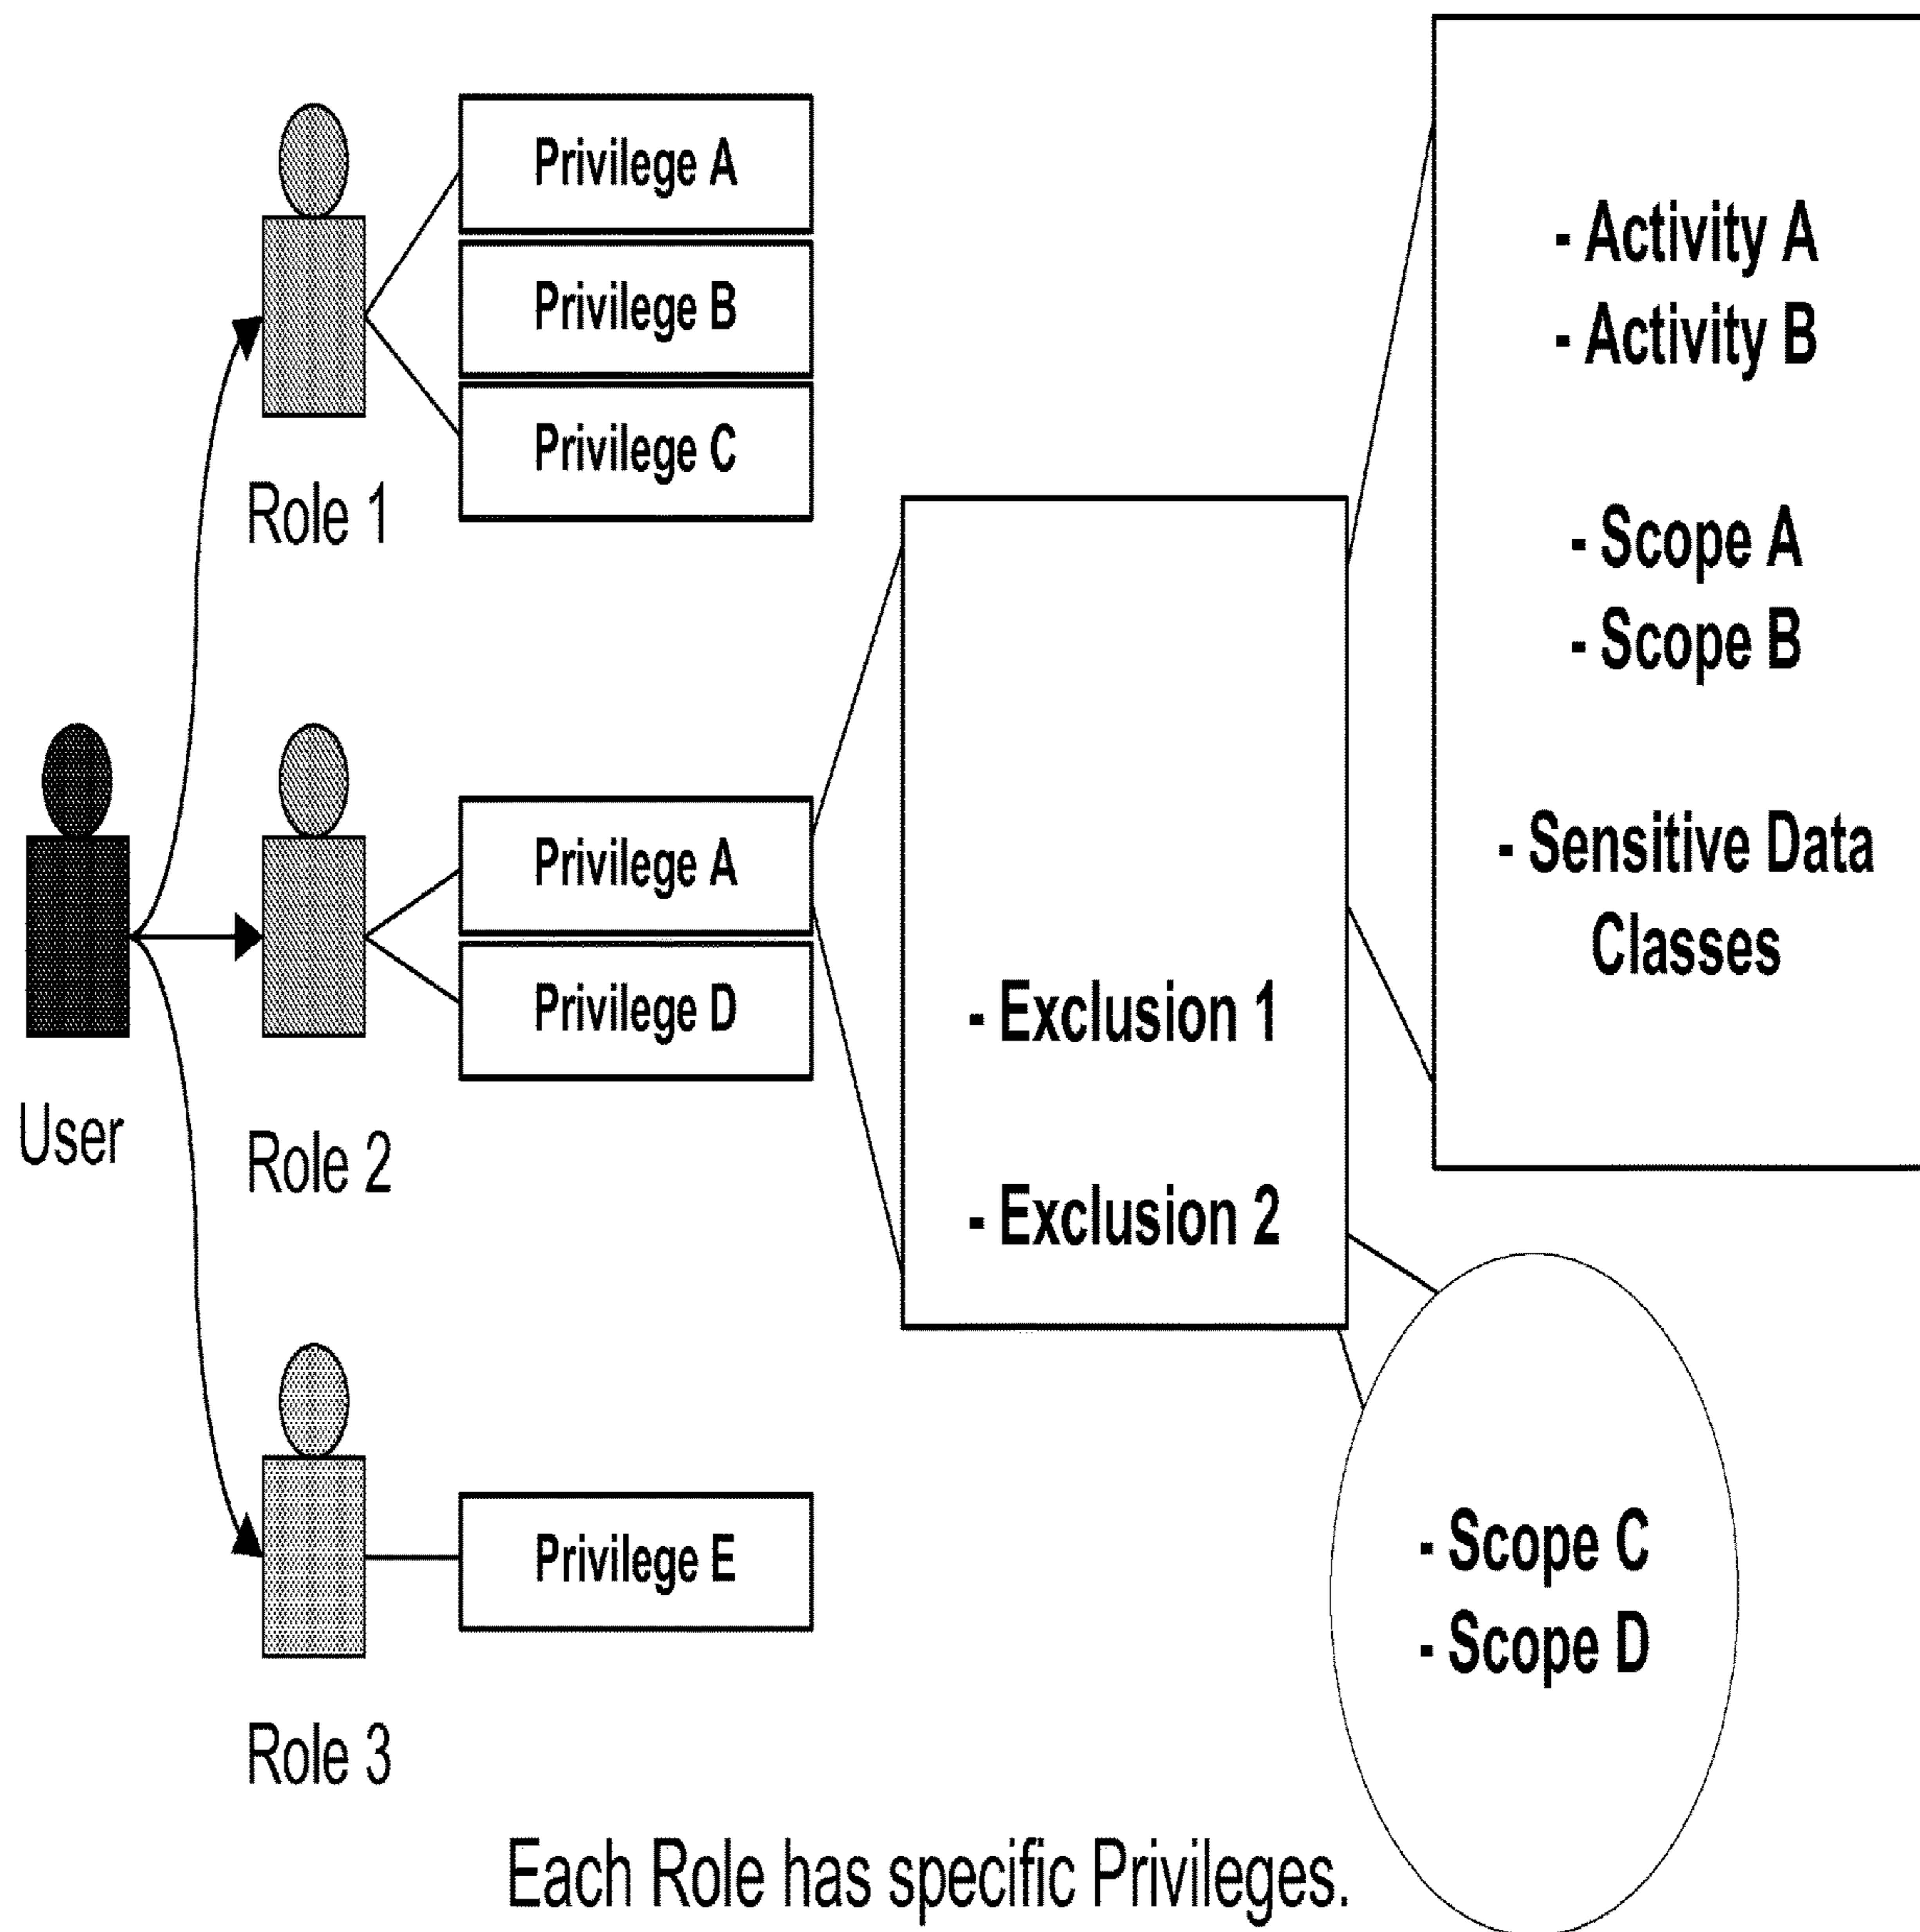 Privilege A
Privilege B
Privilege C
Role 1
User
Privilege A
Privilege D
Role 2
Privilege E
Role 3
- Exclusion 1
- Exclusion 2
- Activity A
- Activity B
- Scope A
- Scope B
- Sensitive Data
Classes
- Scope C
- Scope D
Each Role has specific Privileges.